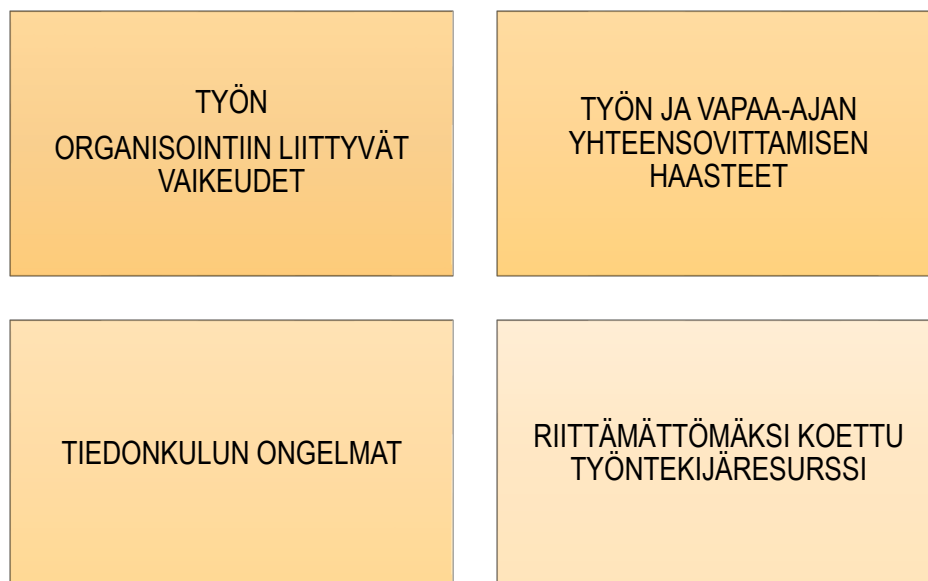 TYÖN
ORGANISOINTIIN LIITTYVÄT
VAIKEUDET
TYÖN JA VAPAA-AJAN
YHTEENSOVITTAMISEN
HAASTEET
TIEDONKULUN ONGELMAT
RIITTÄMÄTTÖMÄKSI KOETTU
TYÖNTEKIJÄRESURSSI